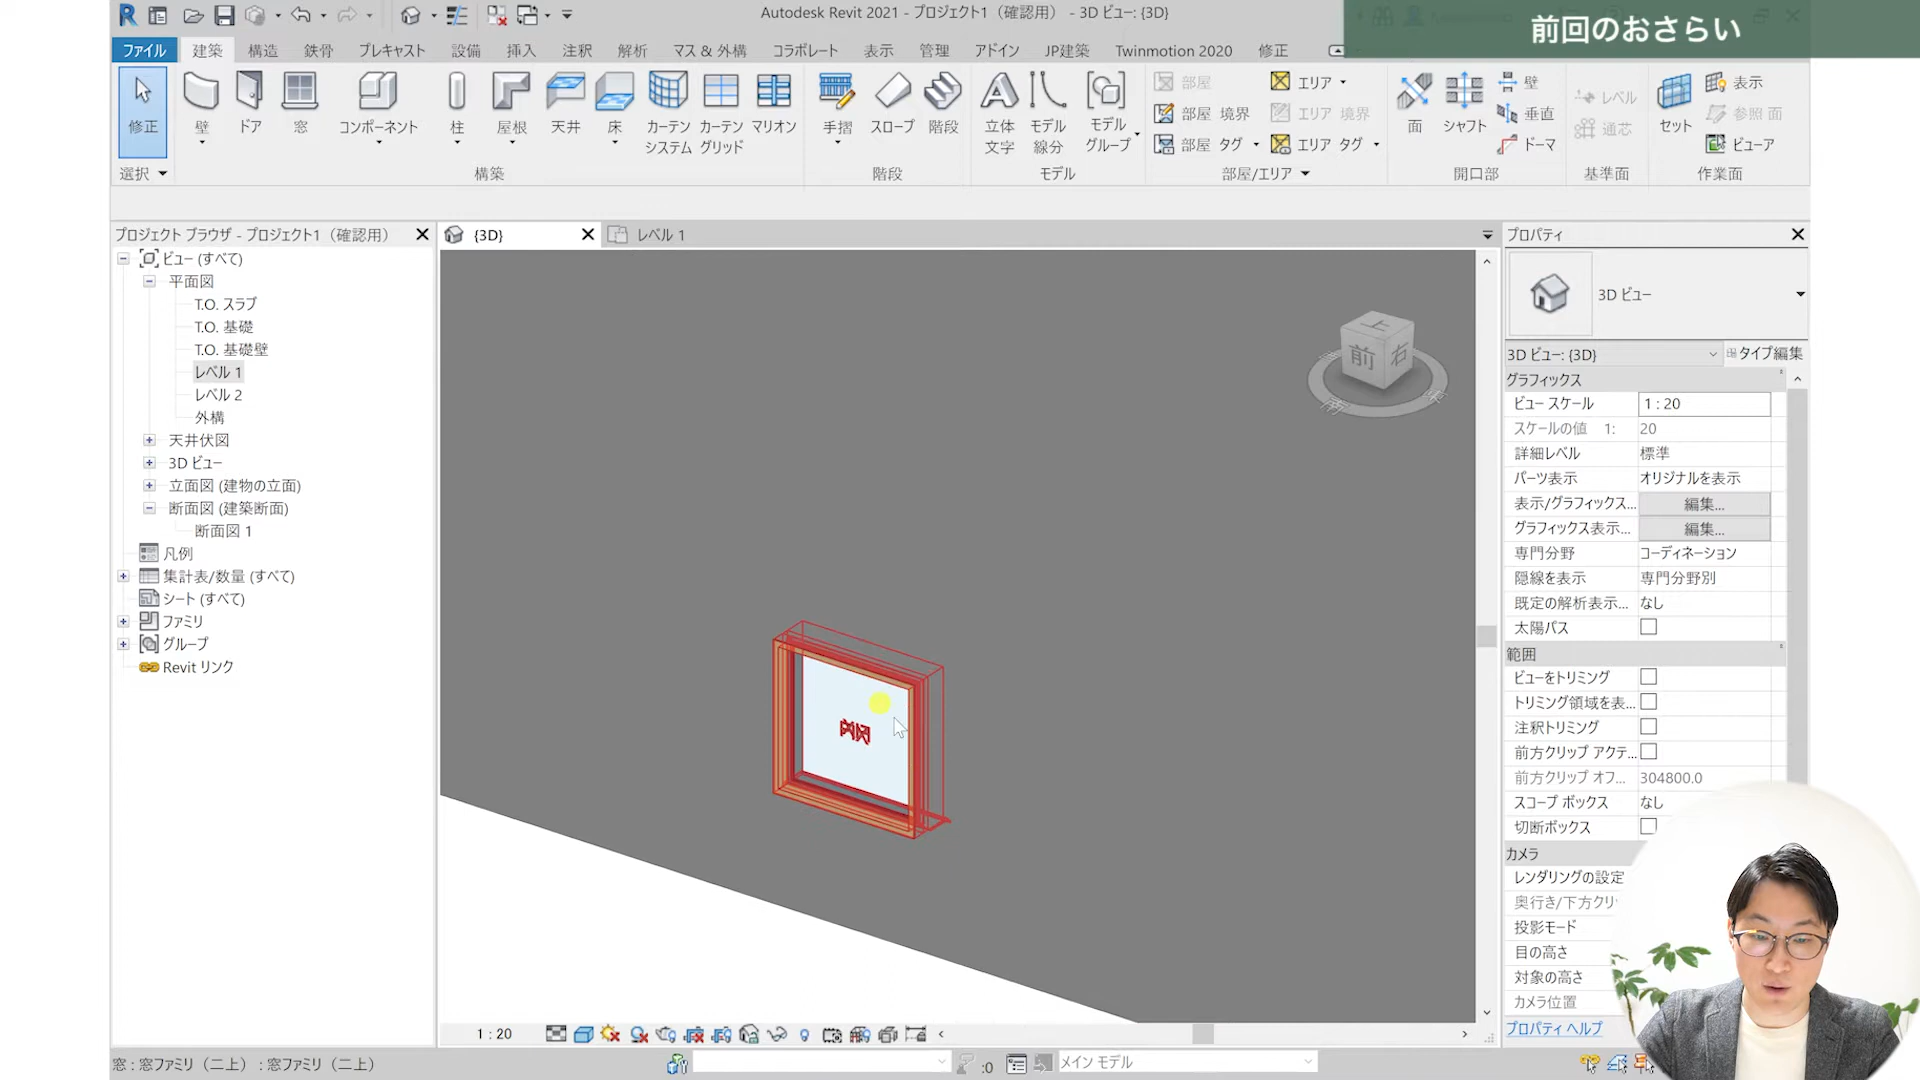 Autodesk Revit 2021 - プロジェクト1（確認用） - 3D ビュー: {3D}
前回のおさらい
ファイル 建築 構造 鉄骨 プレキャスト 設備 挿入 注釈 解析 マス & 外構 コラボレート 表示 管理 アドイン JP建築 Twinmotion 2020 修正
修正
壁
ドア
窓
コンポーネント
柱
屋根
天井
床
カーテン
システム
カーテン
グリッド
マリオン
手摺
スロープ
階段
立体
文字
モデル
線分
モデル
グループ
部屋
部屋 境界
部屋 タグ
エリア
エリア 境界
エリア タグ
面
シャフト
壁
垂直
ドーマ
レベル
通芯
セット
表示
参照 面
ビューア
選択 構築 階段 モデル 部屋/エリア 開口部 基準面 作業面
プロジェクト ブラウザ - プロジェクト1（確認用）
ビュー (すべて)
平面図
T.O. スラブ
T.O. 基礎
T.O. 基礎壁
レベル 1
レベル 2
外構
天井伏図
3D ビュー
立面図 (建物の立面)
断面図 (建築断面)
断面図 1
凡例
集計表/数量 (すべて)
シート (すべて)
ファミリ
グループ
Revit リンク
{3D}
レベル 1
上
前
右
プロパティ
3D ビュー
3D ビュー: {3D} タイプ編集
グラフィックス
ビュー スケール 1 : 20
スケールの値 1: 20
詳細レベル 標準
パーツ表示 オリジナルを表示
表示/グラフィックス... 編集...
グラフィックス表示... 編集...
専門分野 コーディネーション
隠線を表示 専門分野別
既定の解析表示... なし
太陽パス
範囲
ビューをトリミング
トリミング領域を表...
注釈トリミング
前方クリップ アクテ...
前方クリップ オフ... 304800.0
スコープ ボックス なし
切断ボックス
カメラ
レンダリングの設定
奥行き/下方クリ
投影モード
目の高さ
対象の高さ
カメラ位置
プロパティ ヘルプ
1 : 20
窓 : 窓ファミリ（二上） : 窓ファミリ（二上）
:0
メイン モデル